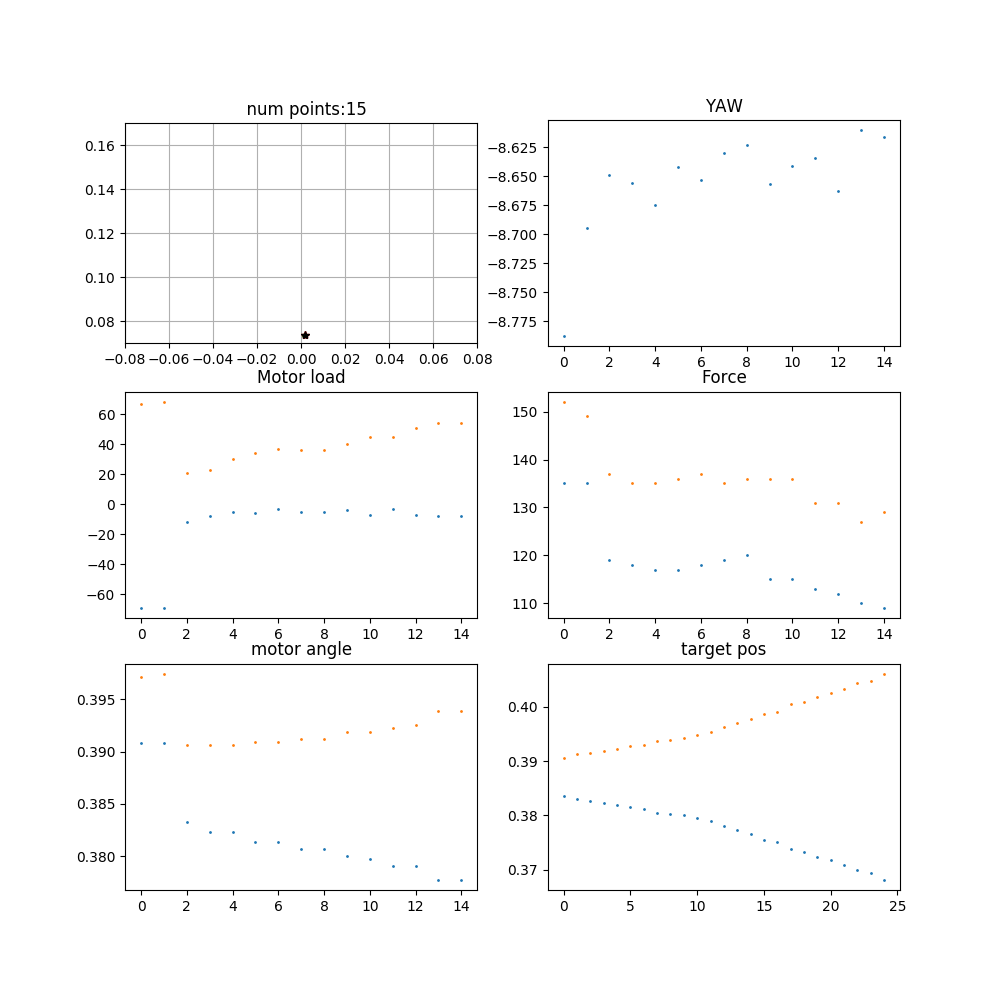 num points:15
0.16
0.14
0.12
0.10
0.08
−0.08 −0.06 −0.04 −0.02 0.00 0.02 0.04 0.06 0.08
YAW
−8.625
−8.650
−8.675
−8.700
−8.725
−8.750
−8.775
0 2 4 6 8 10 12 14
Motor load
60
40
20
0
−20
−40
−60
0 2 4 6 8 10 12 14
Force
150
140
130
120
110
0 2 4 6 8 10 12 14
motor angle
0.395
0.390
0.385
0.380
0 2 4 6 8 10 12 14
target pos
0.40
0.39
0.38
0.37
0 5 10 15 20 25